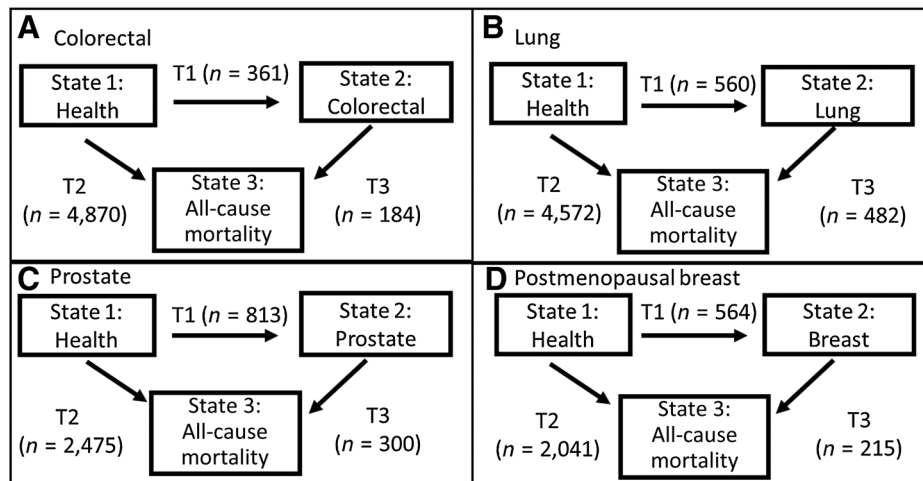 A Colorectal
State 1:
Health
T1 (n = 361)
State 2:
Colorectal
T2
(n = 4,870)
State 3:
All-cause
mortality
T3
(n = 184)
B Lung
State 1:
Health
T1 (n = 560)
State 2:
Lung
T2
(n = 4,572)
State 3:
All-cause
mortality
T3
(n = 482)
C Prostate
State 1:
Health
T1 (n = 813)
State 2:
Prostate
T2
(n = 2,475)
State 3:
All-cause
mortality
T3
(n = 300)
D Postmenopausal breast
State 1:
Health
T1 (n = 564)
State 2:
Breast
T2
(n = 2,041)
State 3:
All-cause
mortality
T3
(n = 215)